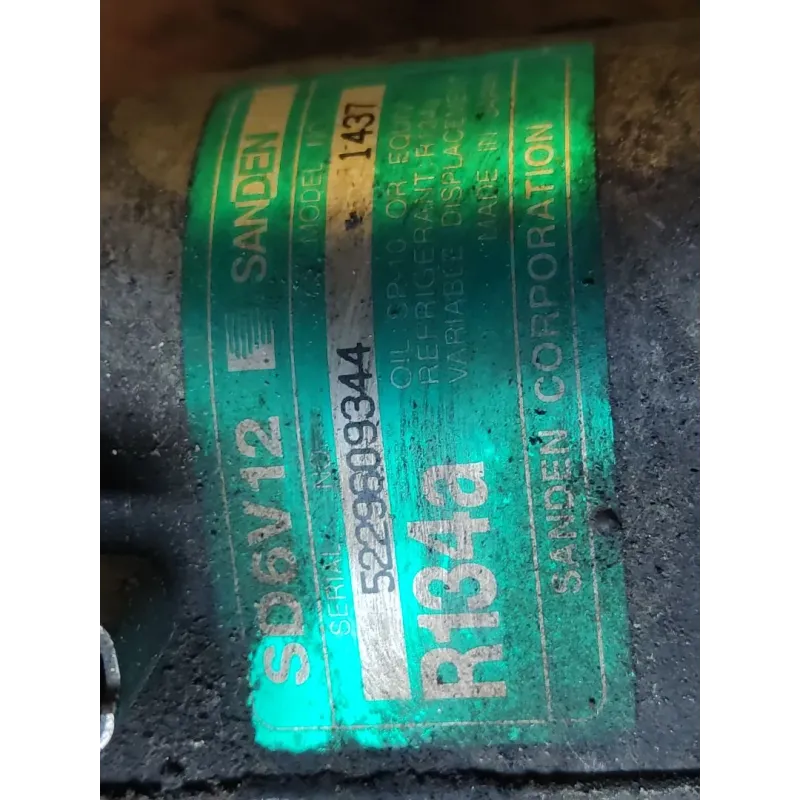 SD6V12 SANDEN
SERIAL NO. MODEL NO.
5229609344 1437
R134a
OIL SP-10 OR EQUIV
REFRIGERANT R134a
VARIABLE DISPLACEMENT
MADE IN
SANDEN CORPORATION